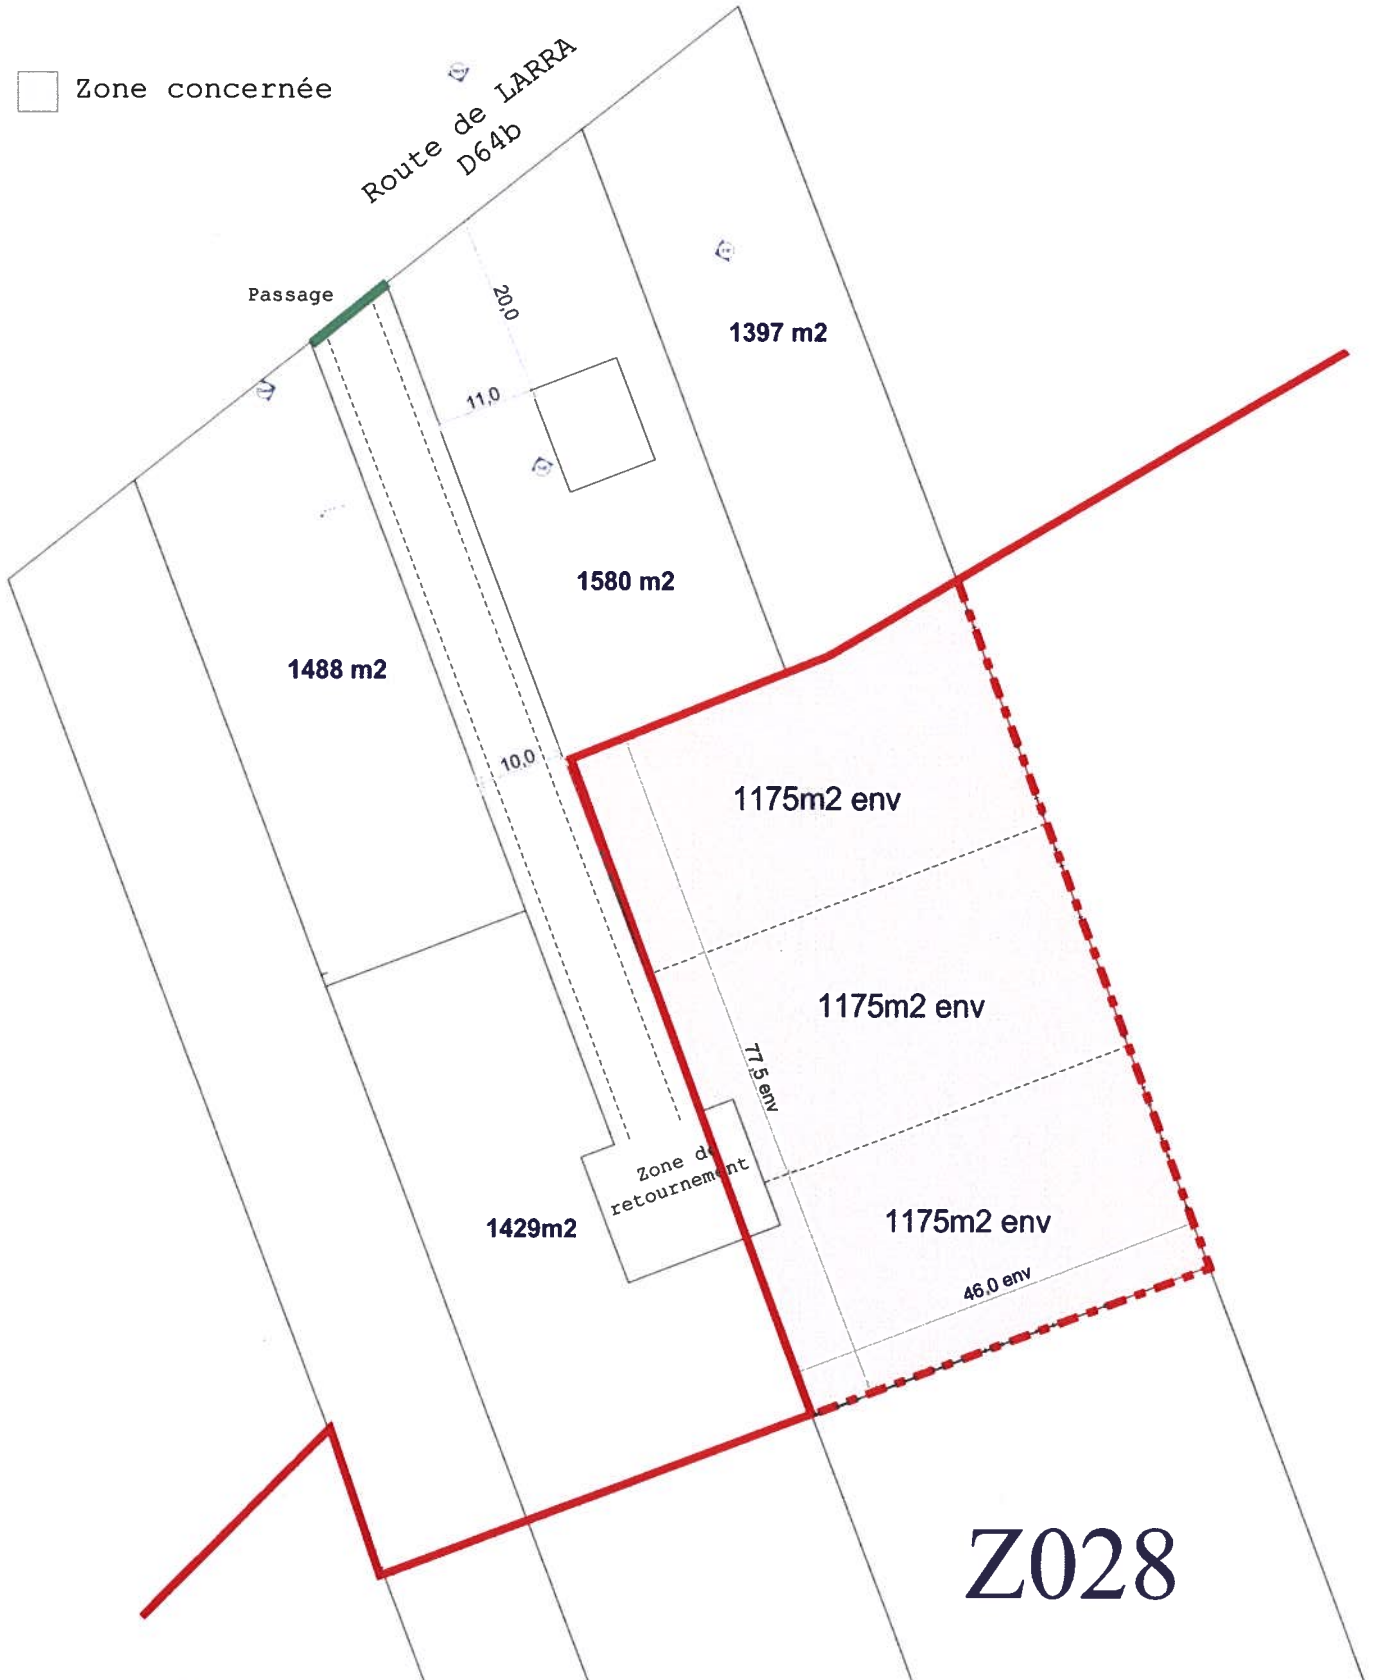 Zone concernée
Route de LARRA
D64b
Passage
20,0
11,0
1397 m2
1580 m2
1488 m2
10,0
1175m2 env
1175m2 env
77,5 env
Zone de
retournement
1429m2
1175m2 env
46,0 env
Z028